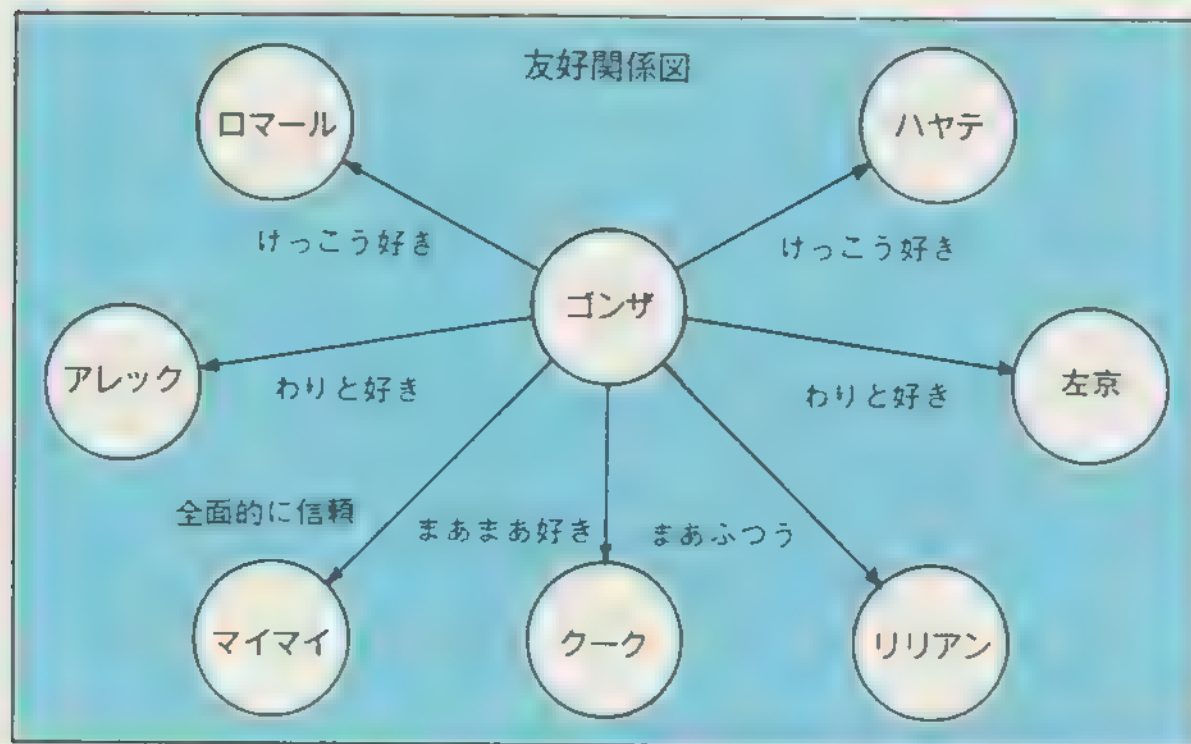 友好関係図
ロマール
ハヤテ
けっこう好き
けっこう好き
ゴンザ
アレック
わりと好き
わりと好き
左京
全面的に信頼
まあまあ好き
まあふつう
マイマイ
クーク
リリアン